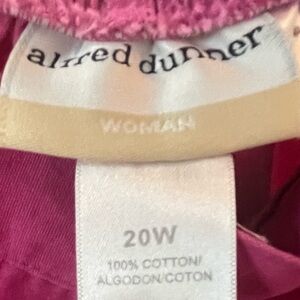 alfred dunner
WOMAN
20W
100% COTTON/
ALGODON/COTON